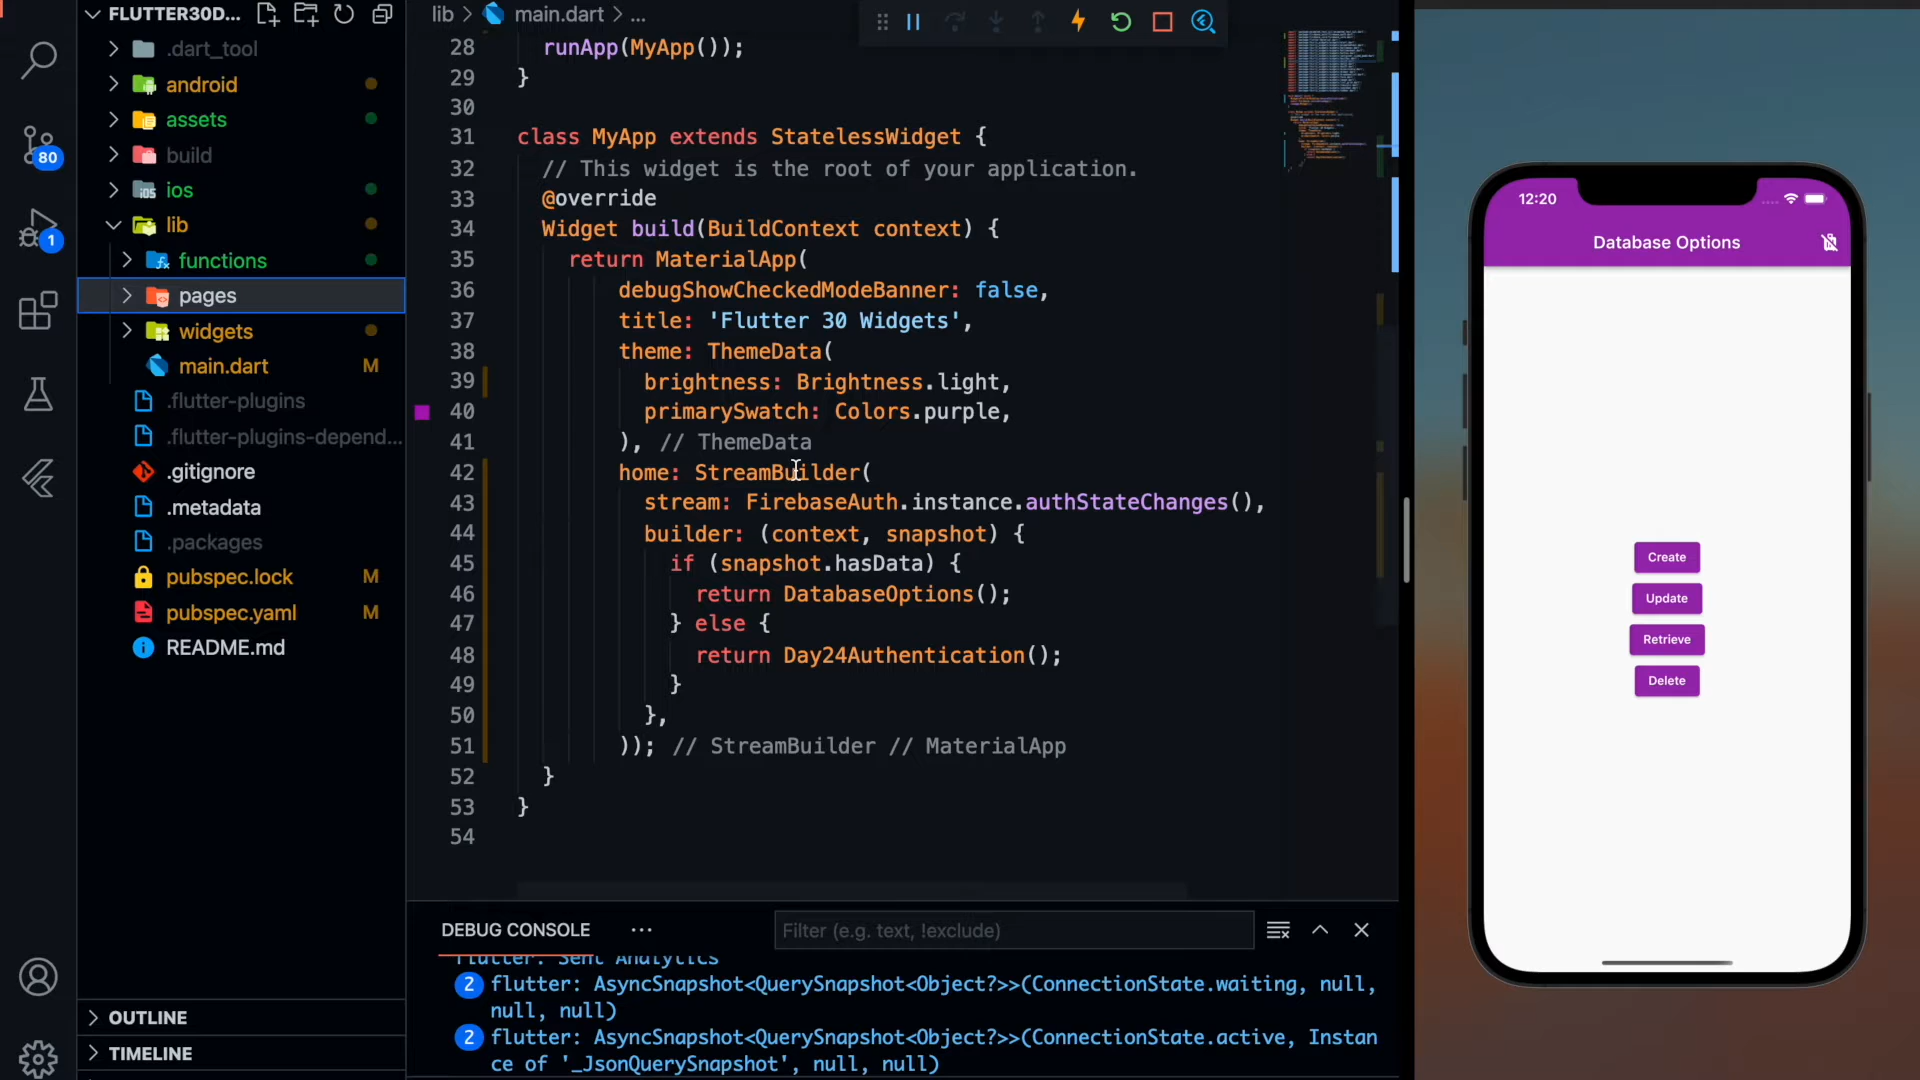 FLUTTER30D...
.dart_tool
android
assets
80
build
ios
ios
lib
1
functions
pages
widgets
main.dart M
.flutter-plugins
.flutter-plugins-depend...
.gitignore
.metadata
.packages
pubspec.lock M
pubspec.yaml M
README.md
OUTLINE
TIMELINE
lib > main.dart > ...
28 runApp(MyApp());
29 }
30
31 class MyApp extends StatelessWidget {
32 // This widget is the root of your application.
33 @override
34 Widget build(BuildContext context) {
35 return MaterialApp(
36 debugShowCheckedModeBanner: false,
37 title: 'Flutter 30 Widgets',
38 theme: ThemeData(
39 brightness: Brightness.light,
40 primarySwatch: Colors.purple,
41 ), // ThemeData
42 home: StreamBuilder(
43 stream: FirebaseAuth.instance.authStateChanges(),
44 builder: (context, snapshot) {
45 if (snapshot.hasData) {
46 return DatabaseOptions();
47 } else {
48 return Day24Authentication();
49 }
50 },
51 )); // StreamBuilder // MaterialApp
52 }
53 }
54
DEBUG CONSOLE ...
Filter (e.g. text, !exclude)
flutter: Sent Analytics
2 flutter: AsyncSnapshot<QuerySnapshot<Object?>>(ConnectionState.waiting, null,
null, null)
2 flutter: AsyncSnapshot<QuerySnapshot<Object?>>(ConnectionState.active, Instan
ce of '_JsonQuerySnapshot', null, null)
12:20
Database Options
Create
Update
Retrieve
Delete